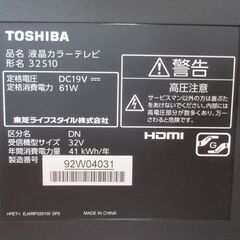 TOSHIBA
品名 液晶カラーテレビ
形名 32S10
定格電圧 DC19V
定格消費電力 61W
東芝ライフスタイル株式会社
警告
高圧注意
サービスマン以外の方は裏ぶたを
あけないでください。
内部には高電圧部分が数多く
あり、万一さわると危険です。
区分名 DN
受信機型サイズ 32V
年間消費電力量 41 kWh/年
製造番号
92W04031
HDMI
MADE IN CHINA